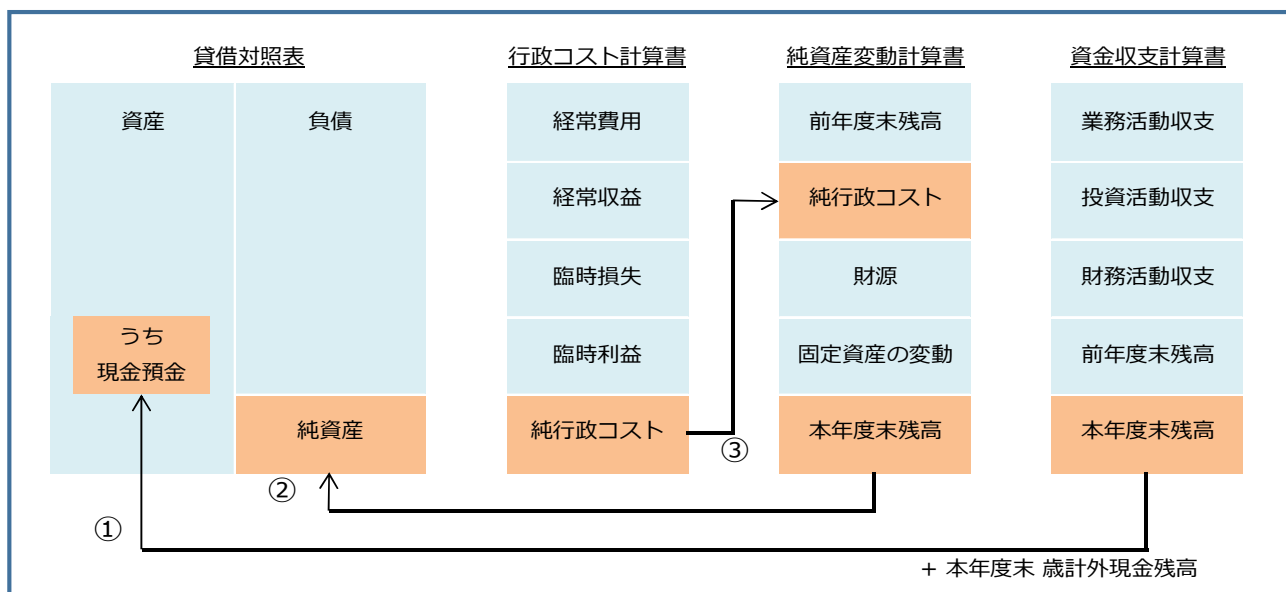 貸借対照表
資産
負債
うち
現金預金
純資産
行政コスト計算書
経常費用
経常収益
臨時損失
臨時利益
純行政コスト
純資産変動計算書
前年度末残高
純行政コスト
財源
固定資産の変動
本年度末残高
資金収支計算書
業務活動収支
投資活動収支
財務活動収支
前年度末残高
本年度末残高
③
②
①
+ 本年度末 歳計外現金残高